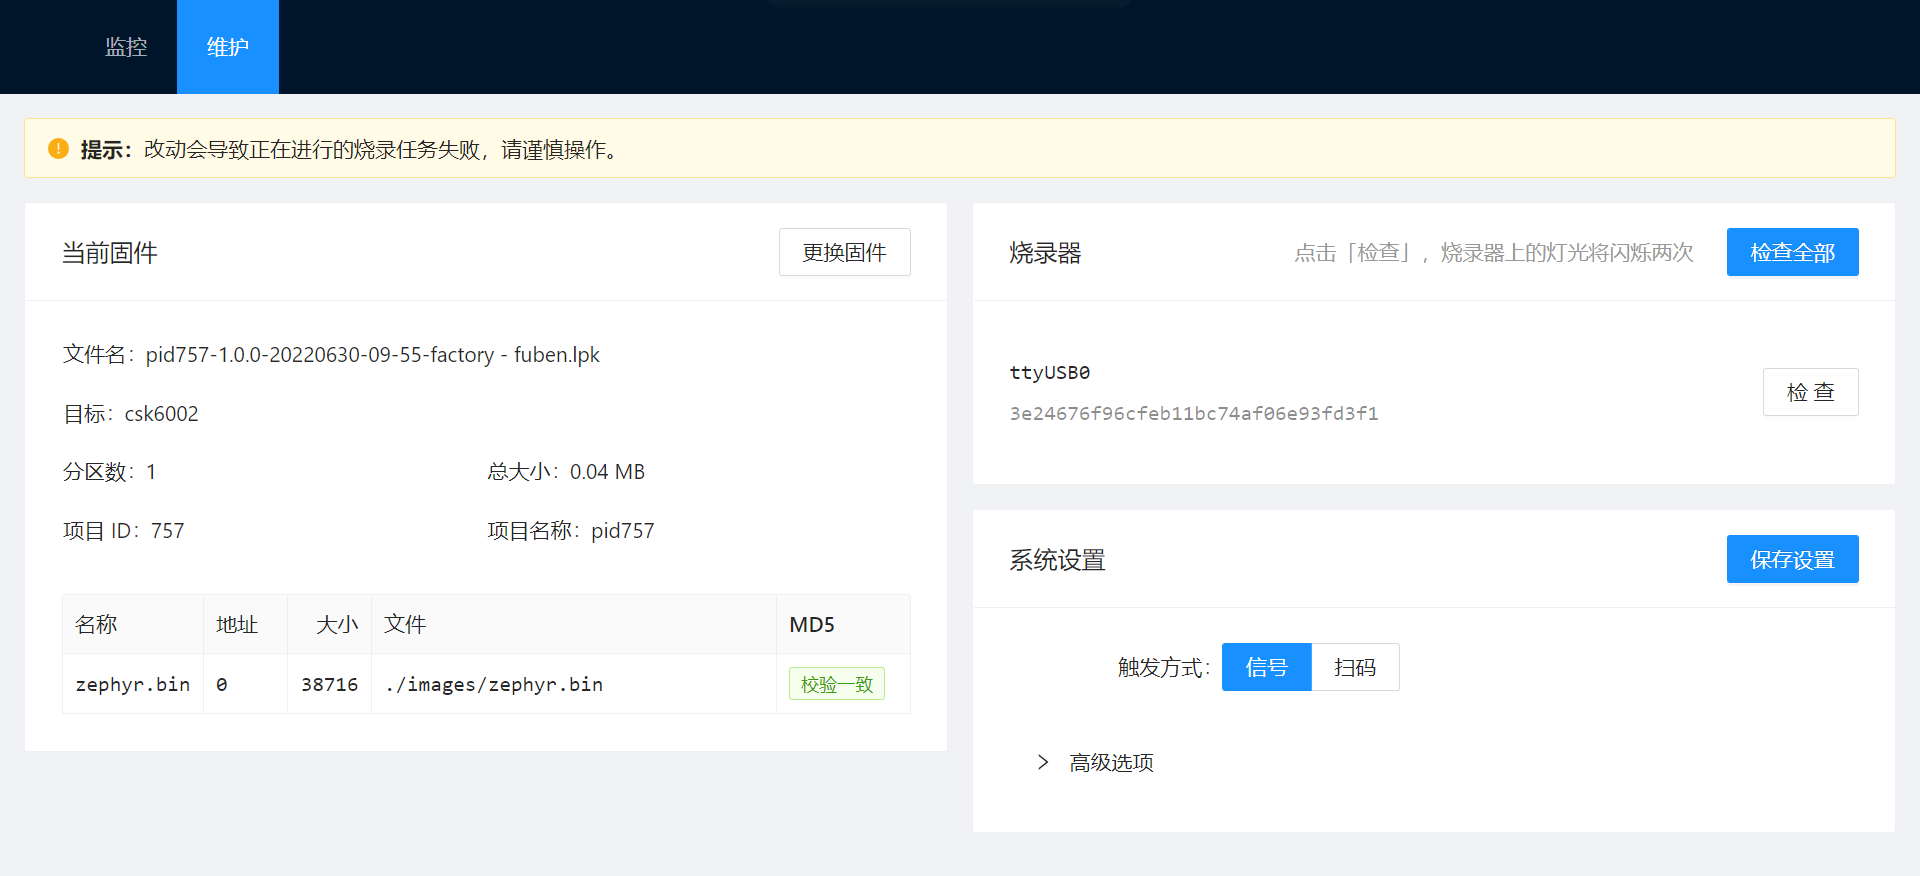 监控 维护
提示：改动会导致正在进行的烧录任务失败，请谨慎操作。
当前固件 更换固件
文件名：pid757-1.0.0-20220630-09-55-factory - fuben.lpk
目标：csk6002
分区数：1 总大小：0.04 MB
项目 ID：757 项目名称：pid757
名称 地址 大小 文件 MD5
zephyr.bin 0 38716 ./images/zephyr.bin 校验一致
烧录器 点击「检查」，烧录器上的灯光将闪烁两次 检查全部
ttyUSB0
3e24676f96cfeb11bc74af06e93fd3f1
检 查
系统设置 保存设置
触发方式： 信号 扫码
高级选项